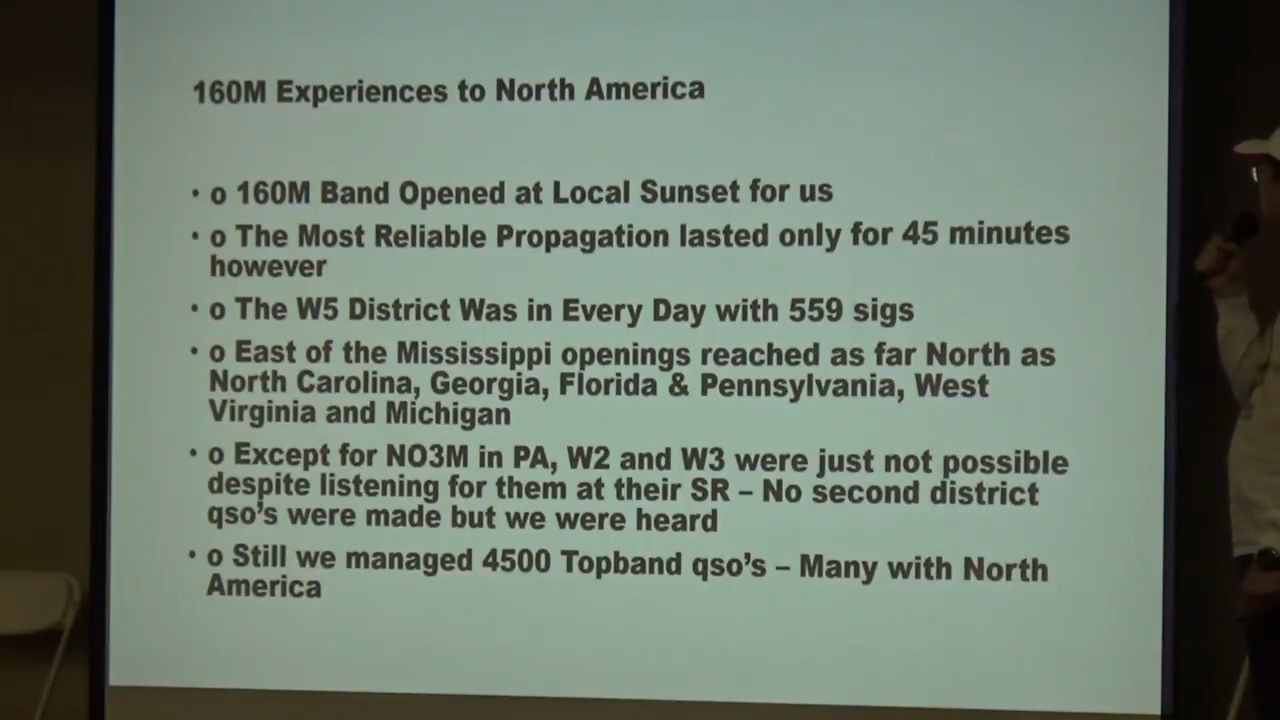 160M Experiences to North America
• o 160M Band Opened at Local Sunset for us
• o The Most Reliable Propagation lasted only for 45 minutes
however
• o The W5 District Was in Every Day with 559 sigs
• o East of the Mississippi openings reached as far North as
North Carolina, Georgia, Florida & Pennsylvania, West
Virginia and Michigan
• o Except for NO3M in PA, W2 and W3 were just not possible
despite listening for them at their SR – No second district
qso's were made but we were heard
• o Still we managed 4500 Topband qso's – Many with North
America